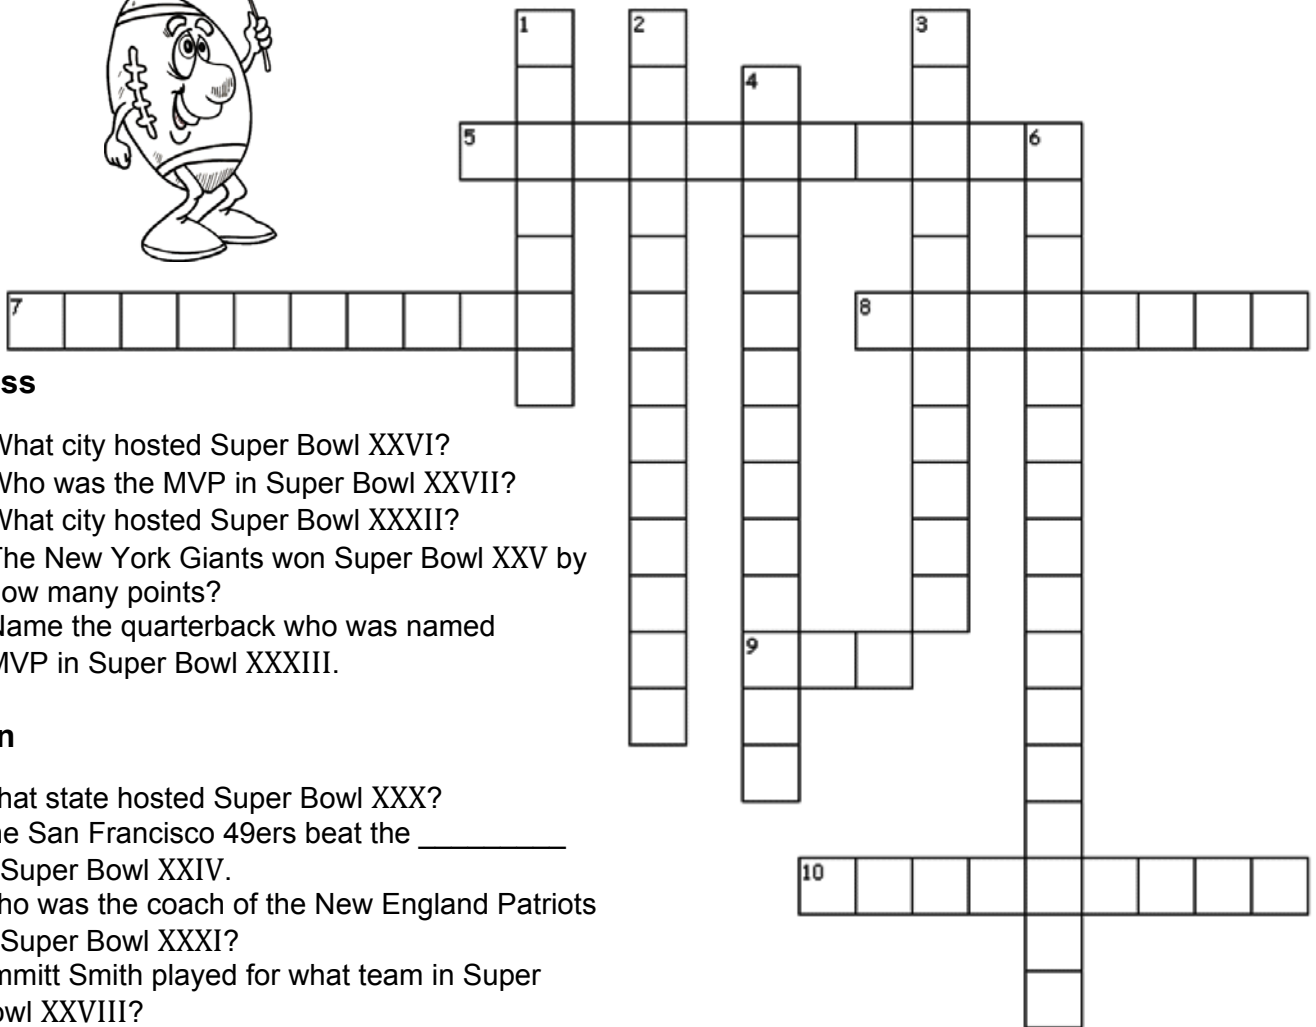 1
2
3
4
5
6
7
8
ss
What city hosted Super Bowl XXVI?
Who was the MVP in Super Bowl XXVII?
What city hosted Super Bowl XXXII?
The New York Giants won Super Bowl XXV by
ow many points?
Name the quarterback who was named
MVP in Super Bowl XXXIII.
9
n
hat state hosted Super Bowl XXX?
he San Francisco 49ers beat the _________
Super Bowl XXIV.
10
ho was the coach of the New England Patriots
Super Bowl XXXI?
mmitt Smith played for what team in Super
owl XXVIII?